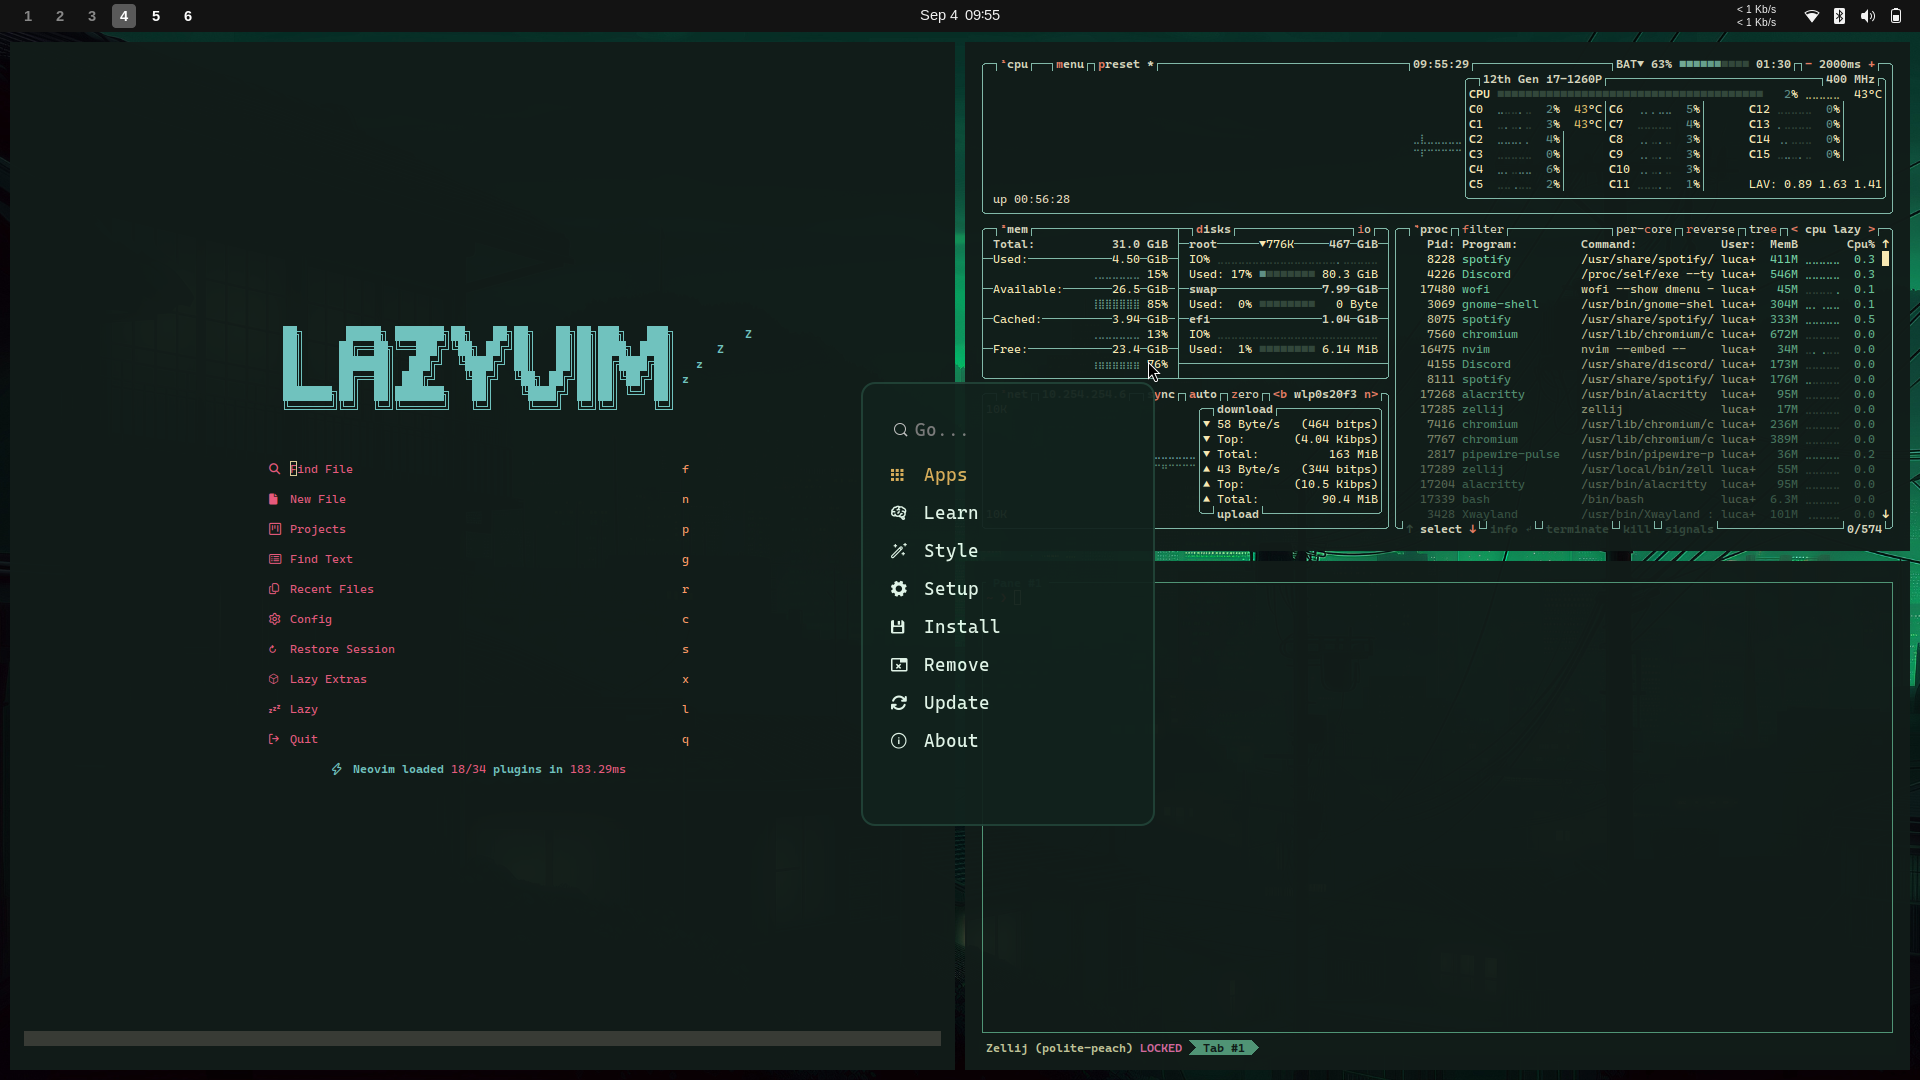 1 2 3 4 5 6
Sep 4 09:55
< 1 Kb/s
< 1 Kb/s
LAZYVIM
z
z
z
Z
Find File f
New File n
Projects p
Find Text g
Recent Files r
Config c
Restore Session s
Lazy Extras x
Lazy l
Quit q
Neovim loaded 18/34 plugins in 183.29ms
Go...
Apps
Learn
Style
Setup
Install
Remove
Update
About
cpu menu preset * 09:55:29 BAT▼ 63% 01:30 - 2000ms +
12th Gen i7-1260P 400 MHz
CPU 2% 43°C
C0 2% 43°C C6 5% C12 0%
C1 3% 43°C C7 4% C13 0%
C2 4% C8 3% C14 0%
C3 0% C9 3% C15 0%
C4 6% C10 3%
C5 2% C11 1% LAV: 0.89 1.63 1.41
up 00:56:28
mem
Total: 31.0 GiB
Used: 4.50 GiB
15%
Available: 26.5 GiB
85%
Cached: 3.94 GiB
13%
Free: 23.4 GiB
disks io
root ▼776K 467 GiB
IO%
Used: 17% 80.3 GiB
swap 7.99 GiB
Used: 0% 0 Byte
efi 1.04 GiB
IO%
Used: 1% 6.14 MiB
ync auto zero <b wlp0s20f3 n>
download
▼ 58 Byte/s (464 bitps)
▼ Top: (4.04 Kibps)
▼ Total: 163 MiB
▲ 43 Byte/s (344 bitps)
▲ Top: (10.5 Kibps)
▲ Total: 90.4 MiB
upload
proc filter per-core reverse tree < cpu lazy >
Pid: Program: Command: User: MemB Cpu% ↑
8228 spotify /usr/share/spotify/ luca+ 411M 0.3
4226 Discord /proc/self/exe --ty luca+ 546M 0.3
17480 wofi wofi --show dmenu - luca+ 45M 0.1
3069 gnome-shell /usr/bin/gnome-shel luca+ 304M 0.1
8075 spotify /usr/share/spotify/ luca+ 333M 0.5
7560 chromium /usr/lib/chromium/c luca+ 672M 0.0
16475 nvim nvim --embed -- luca+ 34M 0.0
4155 Discord /usr/share/discord/ luca+ 173M 0.0
8111 spotify /usr/share/spotify/ luca+ 176M 0.0
17268 alacritty /usr/bin/alacritty luca+ 95M 0.0
17285 zellij zellij luca+ 17M 0.0
7416 chromium /usr/lib/chromium/c luca+ 236M 0.0
7767 chromium /usr/lib/chromium/c luca+ 389M 0.0
2817 pipewire-pulse /usr/bin/pipewire-p luca+ 36M 0.2
17289 zellij /usr/local/bin/zell luca+ 55M 0.0
17204 alacritty /usr/bin/alacritty luca+ 95M 0.0
17339 bash /bin/bash luca+ 6.3M 0.0
3428 Xwayland /usr/bin/Xwayland : luca+ 101M 0.0 ↓
↑ select ↓ info terminate kill signals 0/574
Zellij (polite-peach) LOCKED Tab #1